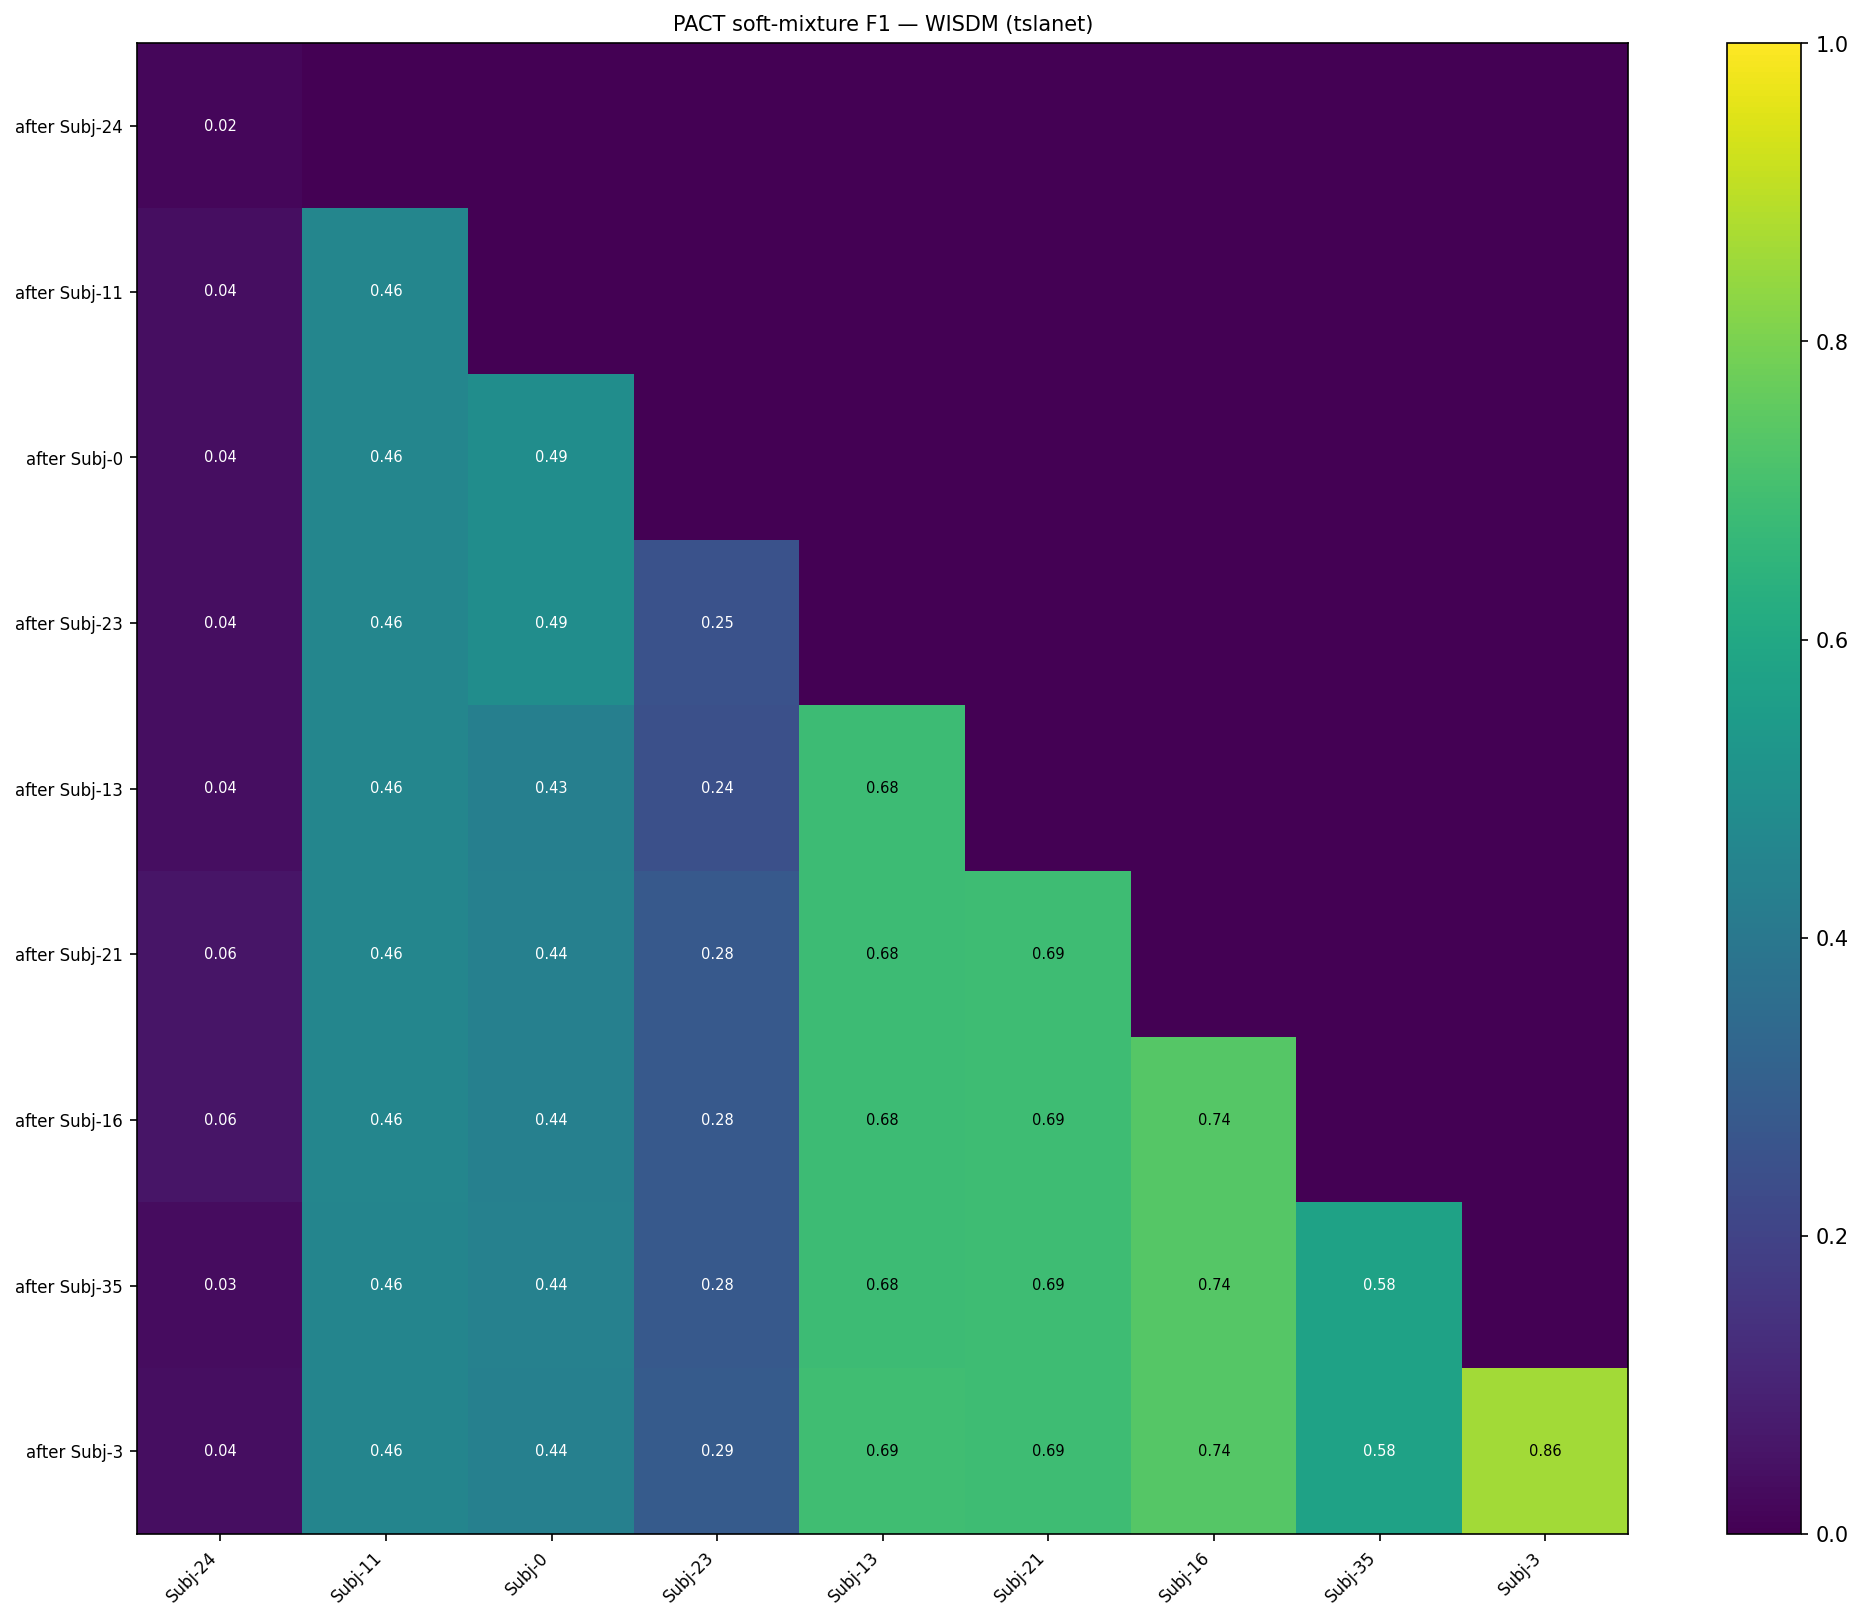 PACT soft-mixture F1 — WISDM (tslanet)
after Subj-24 0.02
after Subj-11 0.04 0.46
after Subj-0 0.04 0.46 0.49
after Subj-23 0.04 0.46 0.49 0.25
after Subj-13 0.04 0.46 0.43 0.24 0.68
after Subj-21 0.06 0.46 0.44 0.28 0.68 0.69
after Subj-16 0.06 0.46 0.44 0.28 0.68 0.69 0.74
after Subj-35 0.03 0.46 0.44 0.28 0.68 0.69 0.74 0.58
after Subj-3 0.04 0.46 0.44 0.29 0.69 0.69 0.74 0.58 0.86
Subj-24 Subj-11 Subj-0 Subj-23 Subj-13 Subj-21 Subj-16 Subj-35 Subj-3
1.0
0.8
0.6
0.4
0.2
0.0